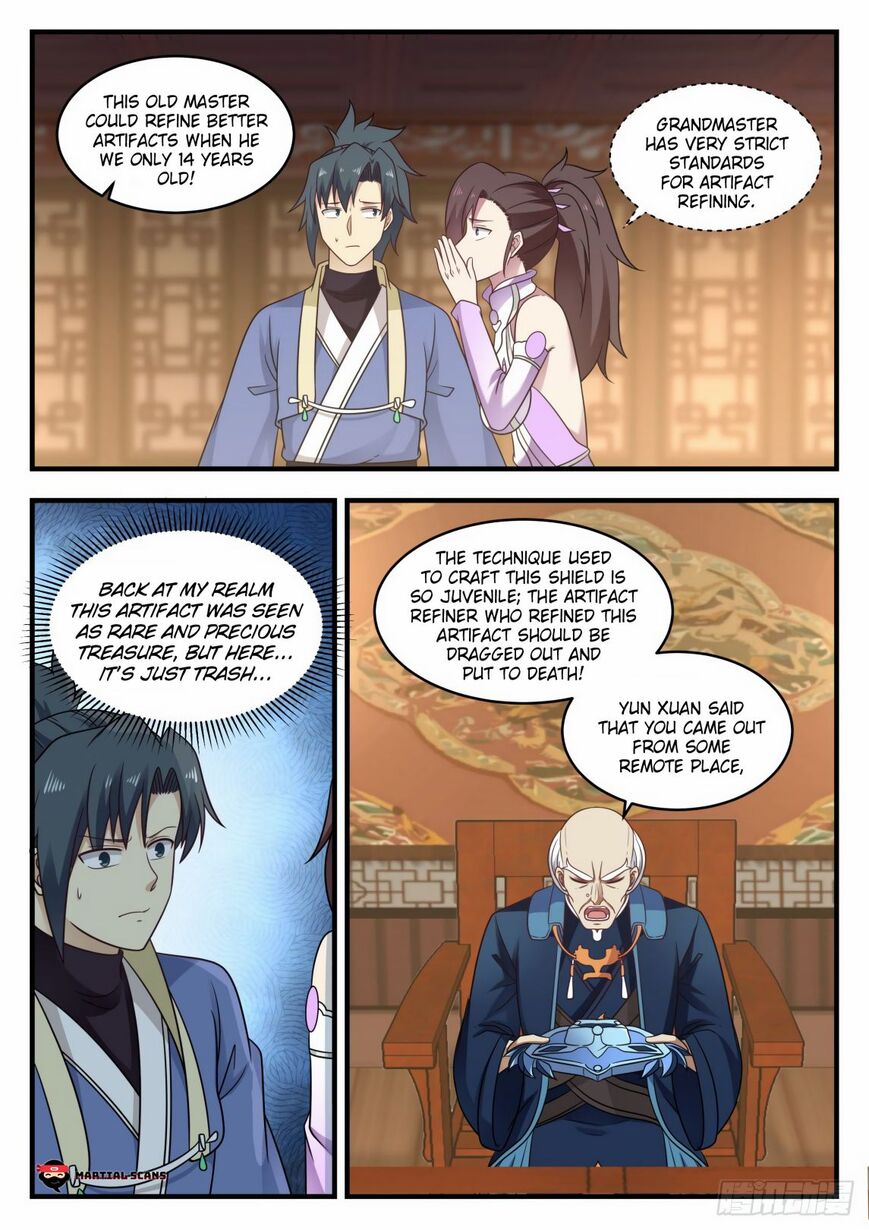 THIS OLD MASTER
COULD REFINE BETTER
ARTIFACTS WHEN HE
WE ONLY 14 YEARS
OLD!
GRANDMASTER
HAS VERY STRICT
STANDARDS
FOR ARTIFACT
REFINING.
BACK AT MY REALM
THIS ARTIFACT WAS SEEN
AS RARE AND PRECIOUS
TREASURE, BUT HERE...
IT'S JUST TRASH...
THE TECHNIQUE USED
TO CRAFT THIS SHIELD IS
SO JUVENILE; THE ARTIFACT
REFINER WHO REFINED THIS
ARTIFACT SHOULD BE
DRAGGED OUT AND
PUT TO DEATH!
YUN XUAN SAID
THAT YOU CAME OUT
FROM SOME
REMOTE PLACE,
MARTIAL SCANS
腾讯动漫